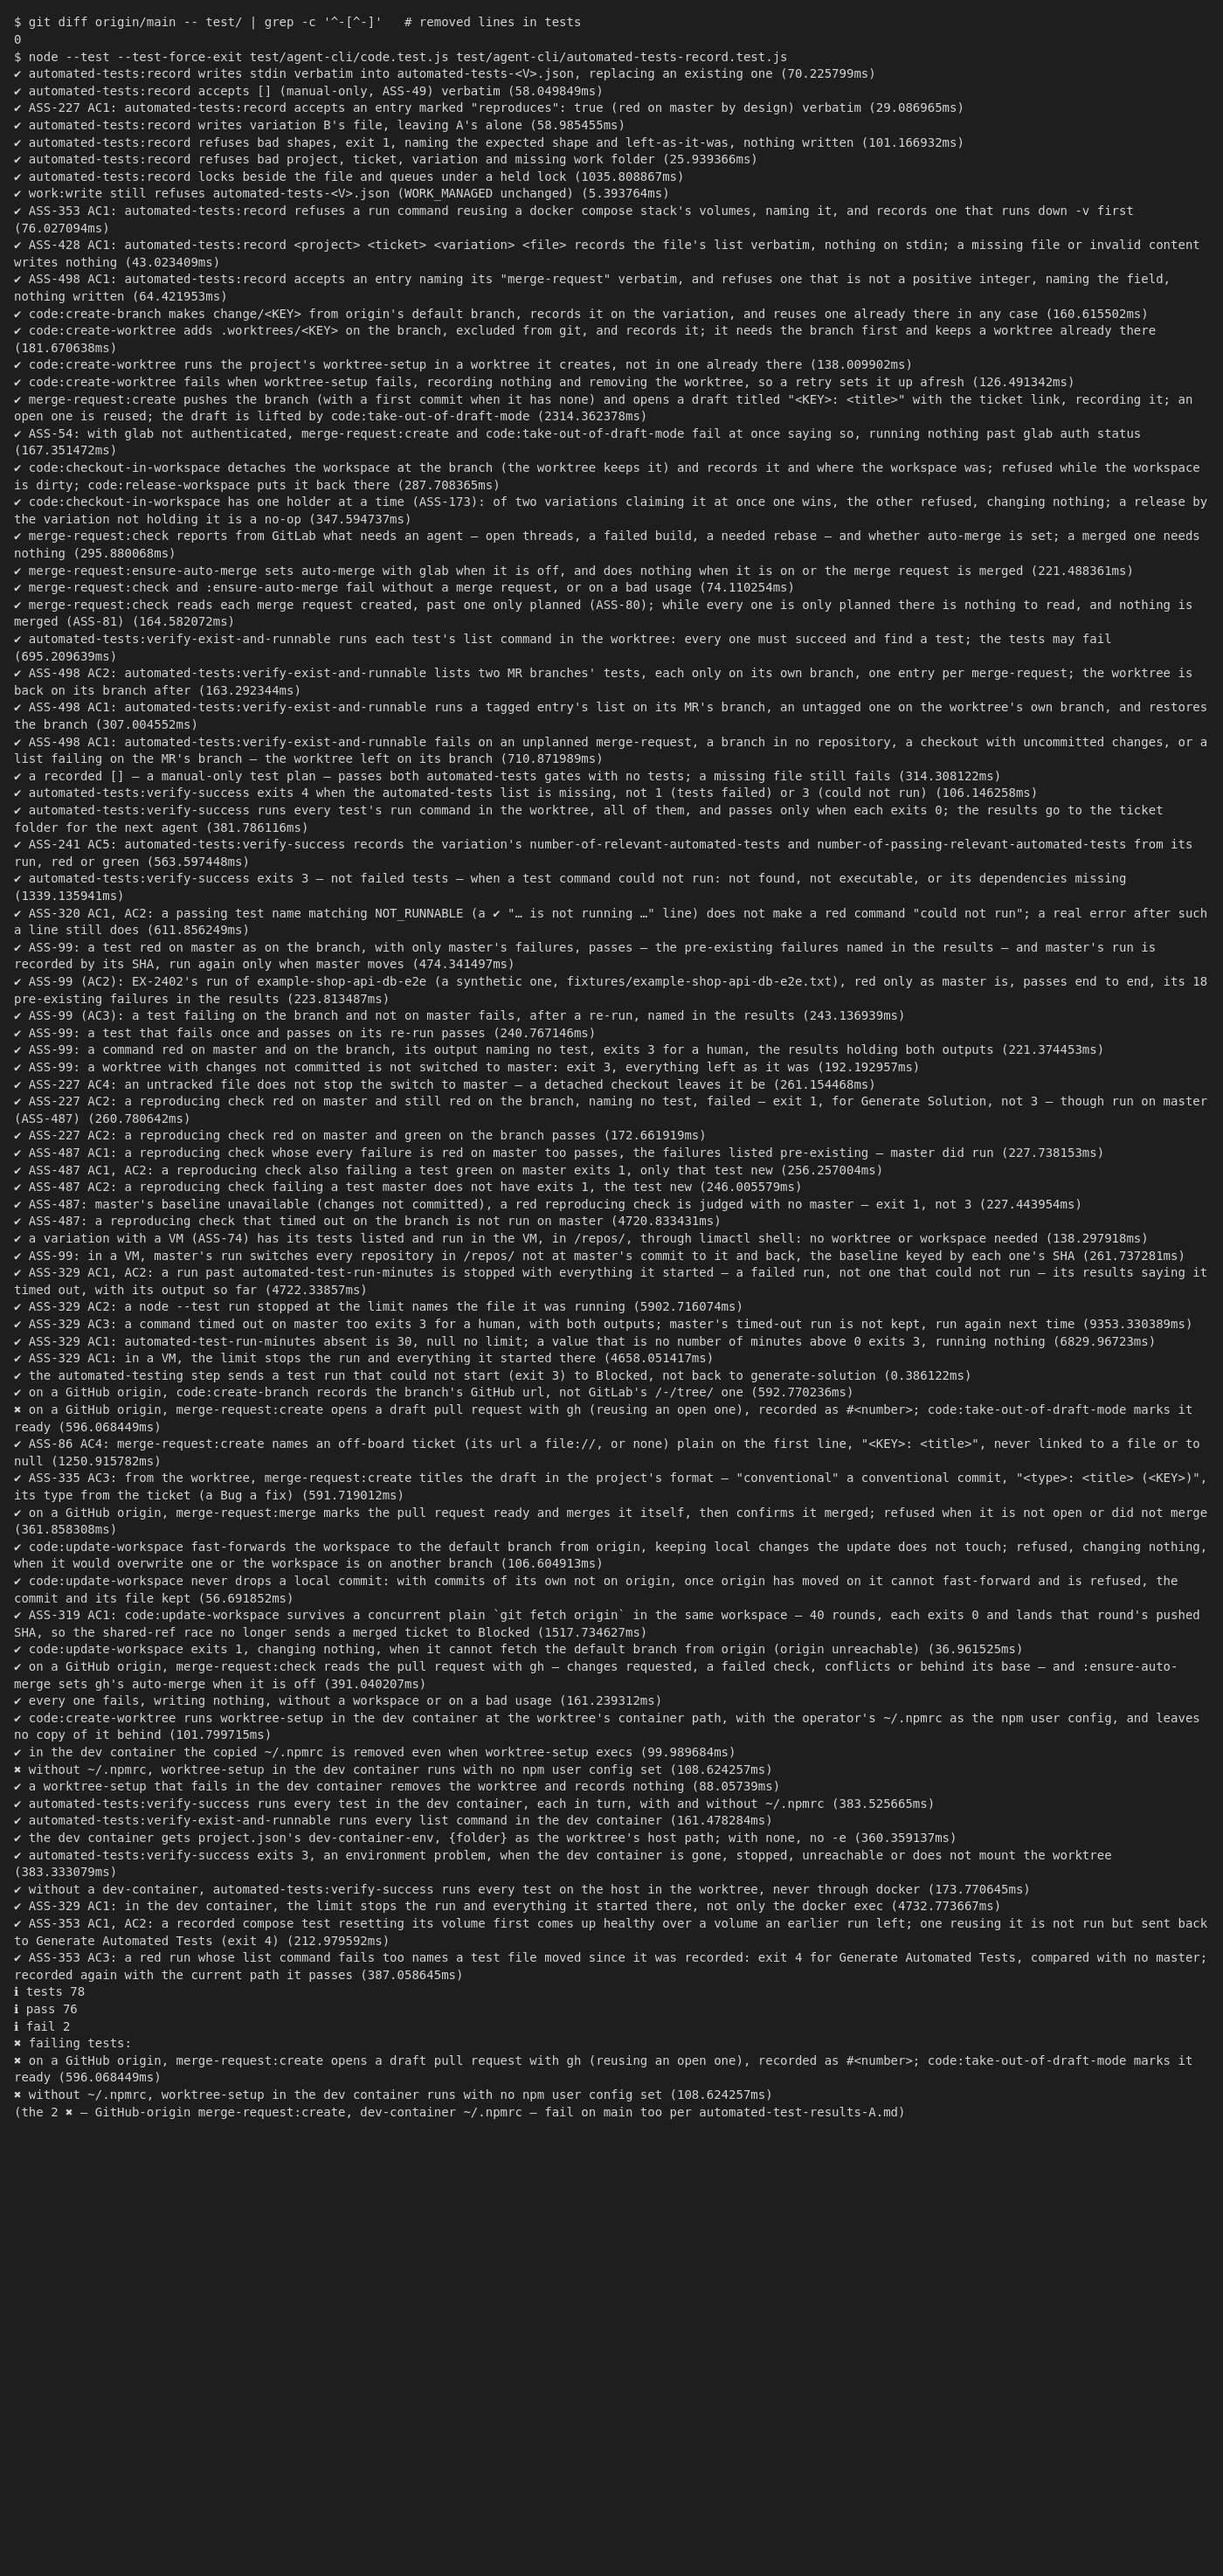 $ git diff origin/main -- test/ | grep -c '^-[^-]'   # removed lines in tests
0
$ node --test --test-force-exit test/agent-cli/code.test.js test/agent-cli/automated-tests-record.test.js
✔ automated-tests:record writes stdin verbatim into automated-tests-<V>.json, replacing an existing one (70.225799ms)
✔ automated-tests:record accepts [] (manual-only, ASS-49) verbatim (58.049849ms)
✔ ASS-227 AC1: automated-tests:record accepts an entry marked "reproduces": true (red on master by design) verbatim (29.086965ms)
✔ automated-tests:record writes variation B's file, leaving A's alone (58.985455ms)
✔ automated-tests:record refuses bad shapes, exit 1, naming the expected shape and left-as-it-was, nothing written (101.166932ms)
✔ automated-tests:record refuses bad project, ticket, variation and missing work folder (25.939366ms)
✔ automated-tests:record locks beside the file and queues under a held lock (1035.808867ms)
✔ work:write still refuses automated-tests-<V>.json (WORK_MANAGED unchanged) (5.393764ms)
✔ ASS-353 AC1: automated-tests:record refuses a run command reusing a docker compose stack's volumes, naming it, and records one that runs down -v first
(76.027094ms)
✔ ASS-428 AC1: automated-tests:record <project> <ticket> <variation> <file> records the file's list verbatim, nothing on stdin; a missing file or invalid content
writes nothing (43.023409ms)
✔ ASS-498 AC1: automated-tests:record accepts an entry naming its "merge-request" verbatim, and refuses one that is not a positive integer, naming the field,
nothing written (64.421953ms)
✔ code:create-branch makes change/<KEY> from origin's default branch, records it on the variation, and reuses one already there in any case (160.615502ms)
✔ code:create-worktree adds .worktrees/<KEY> on the branch, excluded from git, and records it; it needs the branch first and keeps a worktree already there
(181.670638ms)
✔ code:create-worktree runs the project's worktree-setup in a worktree it creates, not in one already there (138.009902ms)
✔ code:create-worktree fails when worktree-setup fails, recording nothing and removing the worktree, so a retry sets it up afresh (126.491342ms)
✔ merge-request:create pushes the branch (with a first commit when it has none) and opens a draft titled "<KEY>: <title>" with the ticket link, recording it; an
open one is reused; the draft is lifted by code:take-out-of-draft-mode (2314.362378ms)
✔ ASS-54: with glab not authenticated, merge-request:create and code:take-out-of-draft-mode fail at once saying so, running nothing past glab auth status
(167.351472ms)
✔ code:checkout-in-workspace detaches the workspace at the branch (the worktree keeps it) and records it and where the workspace was; refused while the workspace
is dirty; code:release-workspace puts it back there (287.708365ms)
✔ code:checkout-in-workspace has one holder at a time (ASS-173): of two variations claiming it at once one wins, the other refused, changing nothing; a release by
the variation not holding it is a no-op (347.594737ms)
✔ merge-request:check reports from GitLab what needs an agent — open threads, a failed build, a needed rebase — and whether auto-merge is set; a merged one needs
nothing (295.880068ms)
✔ merge-request:ensure-auto-merge sets auto-merge with glab when it is off, and does nothing when it is on or the merge request is merged (221.488361ms)
✔ merge-request:check and :ensure-auto-merge fail without a merge request, or on a bad usage (74.110254ms)
✔ merge-request:check reads each merge request created, past one only planned (ASS-80); while every one is only planned there is nothing to read, and nothing is
merged (ASS-81) (164.582072ms)
✔ automated-tests:verify-exist-and-runnable runs each test's list command in the worktree: every one must succeed and find a test; the tests may fail
(695.209639ms)
✔ ASS-498 AC2: automated-tests:verify-exist-and-runnable lists two MR branches' tests, each only on its own branch, one entry per merge-request; the worktree is
back on its branch after (163.292344ms)
✔ ASS-498 AC1: automated-tests:verify-exist-and-runnable runs a tagged entry's list on its MR's branch, an untagged one on the worktree's own branch, and restores
the branch (307.004552ms)
✔ ASS-498 AC1: automated-tests:verify-exist-and-runnable fails on an unplanned merge-request, a branch in no repository, a checkout with uncommitted changes, or a
list failing on the MR's branch — the worktree left on its branch (710.871989ms)
✔ a recorded [] — a manual-only test plan — passes both automated-tests gates with no tests; a missing file still fails (314.308122ms)
✔ automated-tests:verify-success exits 4 when the automated-tests list is missing, not 1 (tests failed) or 3 (could not run) (106.146258ms)
✔ automated-tests:verify-success runs every test's run command in the worktree, all of them, and passes only when each exits 0; the results go to the ticket
folder for the next agent (381.786116ms)
✔ ASS-241 AC5: automated-tests:verify-success records the variation's number-of-relevant-automated-tests and number-of-passing-relevant-automated-tests from its
run, red or green (563.597448ms)
✔ automated-tests:verify-success exits 3 — not failed tests — when a test command could not run: not found, not executable, or its dependencies missing
(1339.135941ms)
✔ ASS-320 AC1, AC2: a passing test name matching NOT_RUNNABLE (a ✔ "… is not running …" line) does not make a red command "could not run"; a real error after such
a line still does (611.856249ms)
✔ ASS-99: a test red on master as on the branch, with only master's failures, passes — the pre-existing failures named in the results — and master's run is
recorded by its SHA, run again only when master moves (474.341497ms)
✔ ASS-99 (AC2): EX-2402's run of example-shop-api-db-e2e (a synthetic one, fixtures/example-shop-api-db-e2e.txt), red only as master is, passes end to end, its 18
pre-existing failures in the results (223.813487ms)
✔ ASS-99 (AC3): a test failing on the branch and not on master fails, after a re-run, named in the results (243.136939ms)
✔ ASS-99: a test that fails once and passes on its re-run passes (240.767146ms)
✔ ASS-99: a command red on master and on the branch, its output naming no test, exits 3 for a human, the results holding both outputs (221.374453ms)
✔ ASS-99: a worktree with changes not committed is not switched to master: exit 3, everything left as it was (192.192957ms)
✔ ASS-227 AC4: an untracked file does not stop the switch to master — a detached checkout leaves it be (261.154468ms)
✔ ASS-227 AC2: a reproducing check red on master and still red on the branch, naming no test, failed — exit 1, for Generate Solution, not 3 — though run on master
(ASS-487) (260.780642ms)
✔ ASS-227 AC2: a reproducing check red on master and green on the branch passes (172.661919ms)
✔ ASS-487 AC1: a reproducing check whose every failure is red on master too passes, the failures listed pre-existing — master did run (227.738153ms)
✔ ASS-487 AC1, AC2: a reproducing check also failing a test green on master exits 1, only that test new (256.257004ms)
✔ ASS-487 AC2: a reproducing check failing a test master does not have exits 1, the test new (246.005579ms)
✔ ASS-487: master's baseline unavailable (changes not committed), a red reproducing check is judged with no master — exit 1, not 3 (227.443954ms)
✔ ASS-487: a reproducing check that timed out on the branch is not run on master (4720.833431ms)
✔ a variation with a VM (ASS-74) has its tests listed and run in the VM, in /repos/, through limactl shell: no worktree or workspace needed (138.297918ms)
✔ ASS-99: in a VM, master's run switches every repository in /repos/ not at master's commit to it and back, the baseline keyed by each one's SHA (261.737281ms)
✔ ASS-329 AC1, AC2: a run past automated-test-run-minutes is stopped with everything it started — a failed run, not one that could not run — its results saying it
timed out, with its output so far (4722.33857ms)
✔ ASS-329 AC2: a node --test run stopped at the limit names the file it was running (5902.716074ms)
✔ ASS-329 AC3: a command timed out on master too exits 3 for a human, with both outputs; master's timed-out run is not kept, run again next time (9353.330389ms)
✔ ASS-329 AC1: automated-test-run-minutes absent is 30, null no limit; a value that is no number of minutes above 0 exits 3, running nothing (6829.96723ms)
✔ ASS-329 AC1: in a VM, the limit stops the run and everything it started there (4658.051417ms)
✔ the automated-testing step sends a test run that could not start (exit 3) to Blocked, not back to generate-solution (0.386122ms)
✔ on a GitHub origin, code:create-branch records the branch's GitHub url, not GitLab's /-/tree/ one (592.770236ms)
✖ on a GitHub origin, merge-request:create opens a draft pull request with gh (reusing an open one), recorded as #<number>; code:take-out-of-draft-mode marks it
ready (596.068449ms)
✔ ASS-86 AC4: merge-request:create names an off-board ticket (its url a file://, or none) plain on the first line, "<KEY>: <title>", never linked to a file or to
null (1250.915782ms)
✔ ASS-335 AC3: from the worktree, merge-request:create titles the draft in the project's format — "conventional" a conventional commit, "<type>: <title> (<KEY>)",
its type from the ticket (a Bug a fix) (591.719012ms)
✔ on a GitHub origin, merge-request:merge marks the pull request ready and merges it itself, then confirms it merged; refused when it is not open or did not merge
(361.858308ms)
✔ code:update-workspace fast-forwards the workspace to the default branch from origin, keeping local changes the update does not touch; refused, changing nothing,
when it would overwrite one or the workspace is on another branch (106.604913ms)
✔ code:update-workspace never drops a local commit: with commits of its own not on origin, once origin has moved on it cannot fast-forward and is refused, the
commit and its file kept (56.691852ms)
✔ ASS-319 AC1: code:update-workspace survives a concurrent plain `git fetch origin` in the same workspace — 40 rounds, each exits 0 and lands that round's pushed
SHA, so the shared-ref race no longer sends a merged ticket to Blocked (1517.734627ms)
✔ code:update-workspace exits 1, changing nothing, when it cannot fetch the default branch from origin (origin unreachable) (36.961525ms)
✔ on a GitHub origin, merge-request:check reads the pull request with gh — changes requested, a failed check, conflicts or behind its base — and :ensure-auto-
merge sets gh's auto-merge when it is off (391.040207ms)
✔ every one fails, writing nothing, without a workspace or on a bad usage (161.239312ms)
✔ code:create-worktree runs worktree-setup in the dev container at the worktree's container path, with the operator's ~/.npmrc as the npm user config, and leaves
no copy of it behind (101.799715ms)
✔ in the dev container the copied ~/.npmrc is removed even when worktree-setup execs (99.989684ms)
✖ without ~/.npmrc, worktree-setup in the dev container runs with no npm user config set (108.624257ms)
✔ a worktree-setup that fails in the dev container removes the worktree and records nothing (88.05739ms)
✔ automated-tests:verify-success runs every test in the dev container, each in turn, with and without ~/.npmrc (383.525665ms)
✔ automated-tests:verify-exist-and-runnable runs every list command in the dev container (161.478284ms)
✔ the dev container gets project.json's dev-container-env, {folder} as the worktree's host path; with none, no -e (360.359137ms)
✔ automated-tests:verify-success exits 3, an environment problem, when the dev container is gone, stopped, unreachable or does not mount the worktree
(383.333079ms)
✔ without a dev-container, automated-tests:verify-success runs every test on the host in the worktree, never through docker (173.770645ms)
✔ ASS-329 AC1: in the dev container, the limit stops the run and everything it started there, not only the docker exec (4732.773667ms)
✔ ASS-353 AC1, AC2: a recorded compose test resetting its volume first comes up healthy over a volume an earlier run left; one reusing it is not run but sent back
to Generate Automated Tests (exit 4) (212.979592ms)
✔ ASS-353 AC3: a red run whose list command fails too names a test file moved since it was recorded: exit 4 for Generate Automated Tests, compared with no master;
recorded again with the current path it passes (387.058645ms)
ℹ tests 78
ℹ pass 76
ℹ fail 2
✖ failing tests:
✖ on a GitHub origin, merge-request:create opens a draft pull request with gh (reusing an open one), recorded as #<number>; code:take-out-of-draft-mode marks it
ready (596.068449ms)
✖ without ~/.npmrc, worktree-setup in the dev container runs with no npm user config set (108.624257ms)
(the 2 ✖ — GitHub-origin merge-request:create, dev-container ~/.npmrc — fail on main too per automated-test-results-A.md)